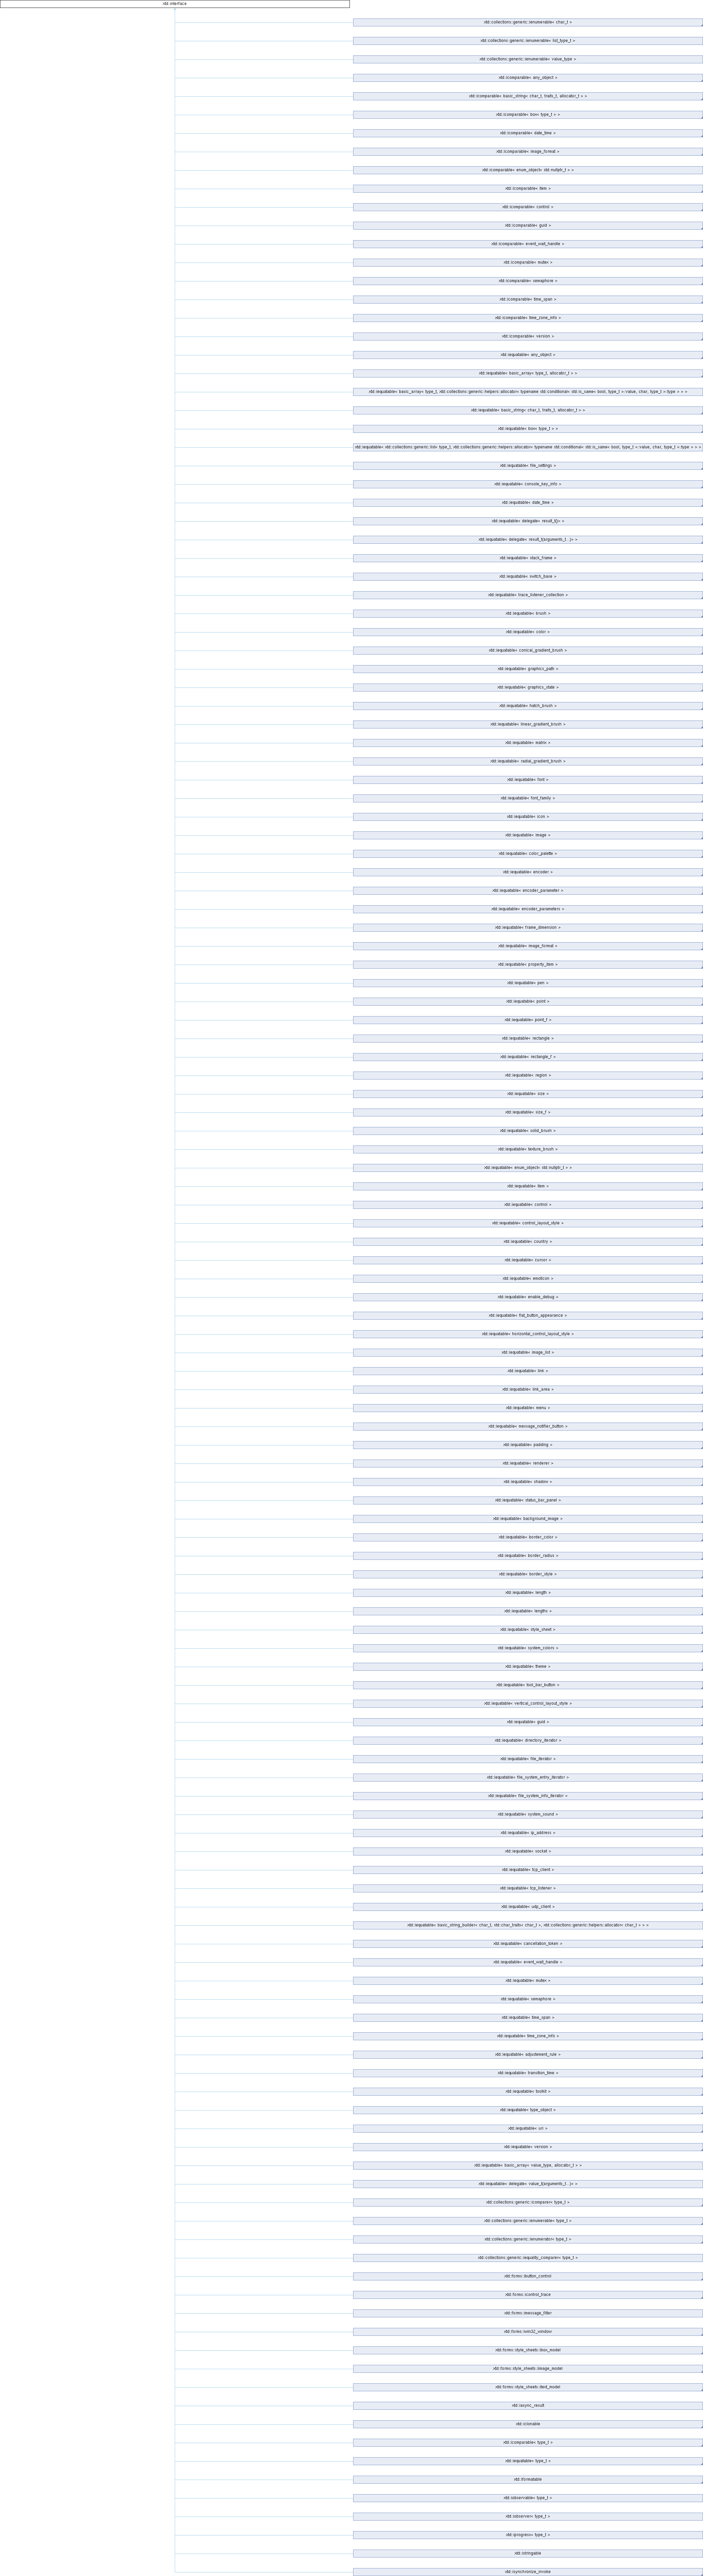 xtd::interface
xtd::collections::generic::ienumerable< char_t >
xtd::collections::generic::ienumerable< list_type_t >
xtd::collections::generic::ienumerable< value_type >
xtd::icomparable< any_object >
xtd::icomparable< basic_string< char_t, traits_t, allocator_t > >
xtd::icomparable< box< type_t > >
xtd::icomparable< date_time >
xtd::icomparable< image_format >
xtd::icomparable< enum_object< std::nullptr_t > >
xtd::icomparable< item >
xtd::icomparable< control >
xtd::icomparable< guid >
xtd::icomparable< event_wait_handle >
xtd::icomparable< mutex >
xtd::icomparable< semaphore >
xtd::icomparable< time_span >
xtd::icomparable< time_zone_info >
xtd::icomparable< version >
xtd::iequatable< any_object >
xtd::iequatable< basic_array< type_t, allocator_t > >
xtd::iequatable< basic_array< type_t, xtd::collections::generic::helpers::allocator< typename std::conditional< std::is_same< bool, type_t >::value, char, type_t >::type > > >
xtd::iequatable< basic_string< char_t, traits_t, allocator_t > >
xtd::iequatable< box< type_t > >
xtd::iequatable< xtd::collections::generic::list< type_t, xtd::collections::generic::helpers::allocator< typename std::conditional< std::is_same< bool, type_t >::value, char, type_t >::type > > >
xtd::iequatable< file_settings >
xtd::iequatable< console_key_info >
xtd::iequatable< date_time >
xtd::iequatable< delegate< result_t()> >
xtd::iequatable< delegate< result_t(arguments_t...)> >
xtd::iequatable< stack_frame >
xtd::iequatable< switch_base >
xtd::iequatable< trace_listener_collection >
xtd::iequatable< brush >
xtd::iequatable< color >
xtd::iequatable< conical_gradient_brush >
xtd::iequatable< graphics_path >
xtd::iequatable< graphics_state >
xtd::iequatable< hatch_brush >
xtd::iequatable< linear_gradient_brush >
xtd::iequatable< matrix >
xtd::iequatable< radial_gradient_brush >
xtd::iequatable< font >
xtd::iequatable< font_family >
xtd::iequatable< icon >
xtd::iequatable< image >
xtd::iequatable< color_palette >
xtd::iequatable< encoder >
xtd::iequatable< encoder_parameter >
xtd::iequatable< encoder_parameters >
xtd::iequatable< frame_dimension >
xtd::iequatable< image_format >
xtd::iequatable< property_item >
xtd::iequatable< pen >
xtd::iequatable< point >
xtd::iequatable< point_f >
xtd::iequatable< rectangle >
xtd::iequatable< rectangle_f >
xtd::iequatable< region >
xtd::iequatable< size >
xtd::iequatable< size_f >
xtd::iequatable< solid_brush >
xtd::iequatable< texture_brush >
xtd::iequatable< enum_object< std::nullptr_t > >
xtd::iequatable< item >
xtd::iequatable< control >
xtd::iequatable< control_layout_style >
xtd::iequatable< country >
xtd::iequatable< cursor >
xtd::iequatable< emoticon >
xtd::iequatable< enable_debug >
xtd::iequatable< flat_button_appearance >
xtd::iequatable< horizontal_control_layout_style >
xtd::iequatable< image_list >
xtd::iequatable< link >
xtd::iequatable< link_area >
xtd::iequatable< menu >
xtd::iequatable< message_notifier_button >
xtd::iequatable< padding >
xtd::iequatable< renderer >
xtd::iequatable< shadow >
xtd::iequatable< status_bar_panel >
xtd::iequatable< background_image >
xtd::iequatable< border_color >
xtd::iequatable< border_radius >
xtd::iequatable< border_style >
xtd::iequatable< length >
xtd::iequatable< lengths >
xtd::iequatable< style_sheet >
xtd::iequatable< system_colors >
xtd::iequatable< theme >
xtd::iequatable< tool_bar_button >
xtd::iequatable< vertical_control_layout_style >
xtd::iequatable< guid >
xtd::iequatable< directory_iterator >
xtd::iequatable< file_iterator >
xtd::iequatable< file_system_entry_iterator >
xtd::iequatable< file_system_info_iterator >
xtd::iequatable< system_sound >
xtd::iequatable< ip_address >
xtd::iequatable< socket >
xtd::iequatable< tcp_client >
xtd::iequatable< tcp_listener >
xtd::iequatable< udp_client >
xtd::iequatable< basic_string_builder< char_t, std::char_traits< char_t >, xtd::collections::generic::helpers::allocator< char_t > > >
xtd::iequatable< cancellation_token >
xtd::iequatable< event_wait_handle >
xtd::iequatable< mutex >
xtd::iequatable< semaphore >
xtd::iequatable< time_span >
xtd::iequatable< time_zone_info >
xtd::iequatable< adjustement_rule >
xtd::iequatable< transition_time >
xtd::iequatable< toolkit >
xtd::iequatable< type_object >
xtd::iequatable< uri >
xtd::iequatable< version >
xtd::iequatable< basic_array< value_type, allocator_t > >
xtd::iequatable< delegate< value_t(arguments_t...)> >
xtd::collections::generic::icomparer< type_t >
xtd::collections::generic::ienumerable< type_t >
xtd::collections::generic::ienumerator< type_t >
xtd::collections::generic::iequality_comparer< type_t >
xtd::forms::ibutton_control
xtd::forms::icontrol_trace
xtd::forms::imessage_filter
xtd::forms::iwin32_window
xtd::forms::style_sheets::ibox_model
xtd::forms::style_sheets::iimage_model
xtd::forms::style_sheets::itext_model
xtd::iasync_result
xtd::iclonable
xtd::icomparable< type_t >
xtd::iequatable< type_t >
xtd::iformatable
xtd::iobservable< type_t >
xtd::iobserver< type_t >
xtd::iprogress< type_t >
xtd::istringable
xtd::isynchronize_invoke